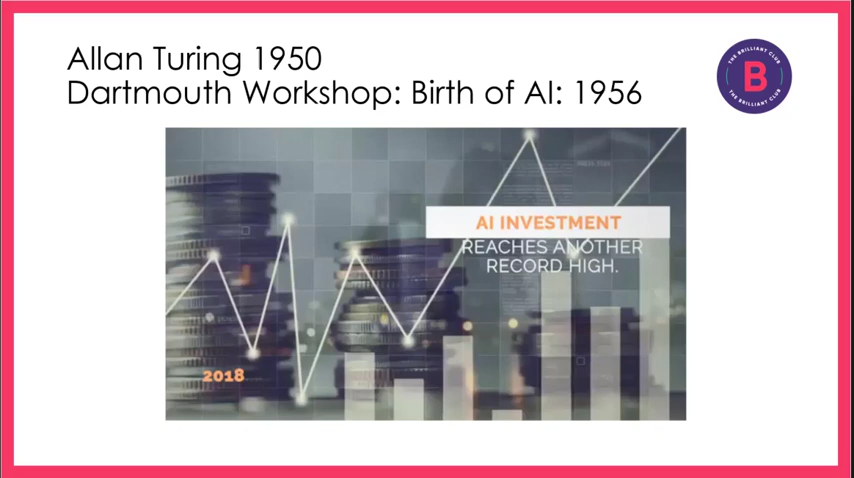 Allan Turing 1950
Dartmouth Workshop: Birth of AI: 1956
THE BRILLIANT CLUB
B
THE BRILLIANT CLUB
AI INVESTMENT
REACHES ANOTHER
RECORD HIGH.
2018